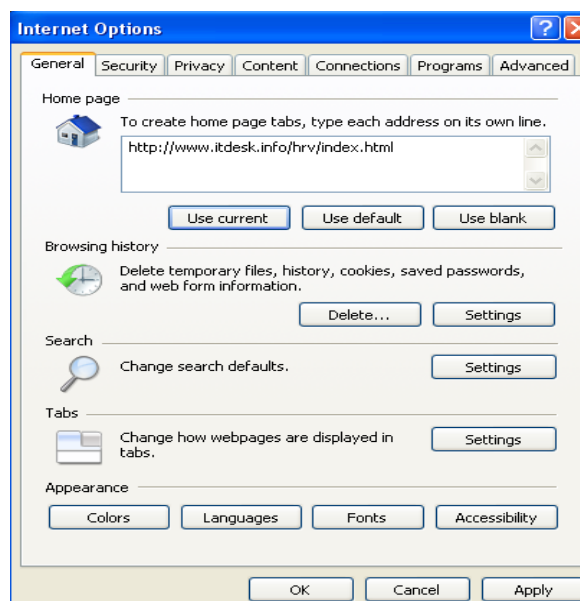 Internet Options
General Security Privacy Content Connections Programs Advanced
Home page
To create home page tabs, type each address on its own line.
http://www.itdesk.info/hrv/index.html
Use current Use default Use blank
Browsing history
Delete temporary files, history, cookies, saved passwords,
and web form information.
Delete... Settings
Search
Change search defaults. Settings
Tabs
Change how webpages are displayed in
tabs.
Settings
Appearance
Colors Languages Fonts Accessibility
OK Cancel Apply